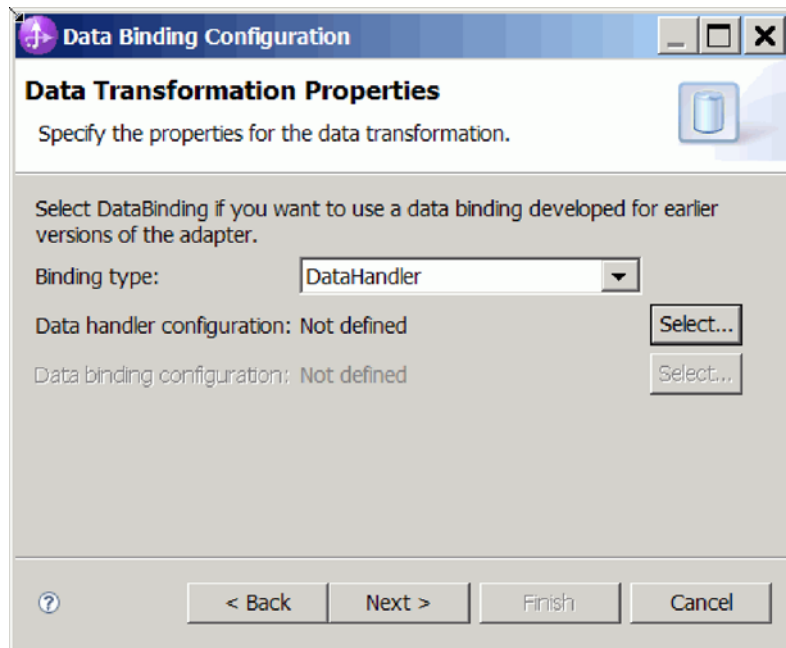 Data Binding Configuration
Data Transformation Properties
Specify the properties for the data transformation.
Select DataBinding if you want to use a data binding developed for earlier
versions of the adapter.
Binding type: DataHandler
Data handler configuration: Not defined Select...
Data binding configuration: Not defined Select...
? < Back Next > Finish Cancel